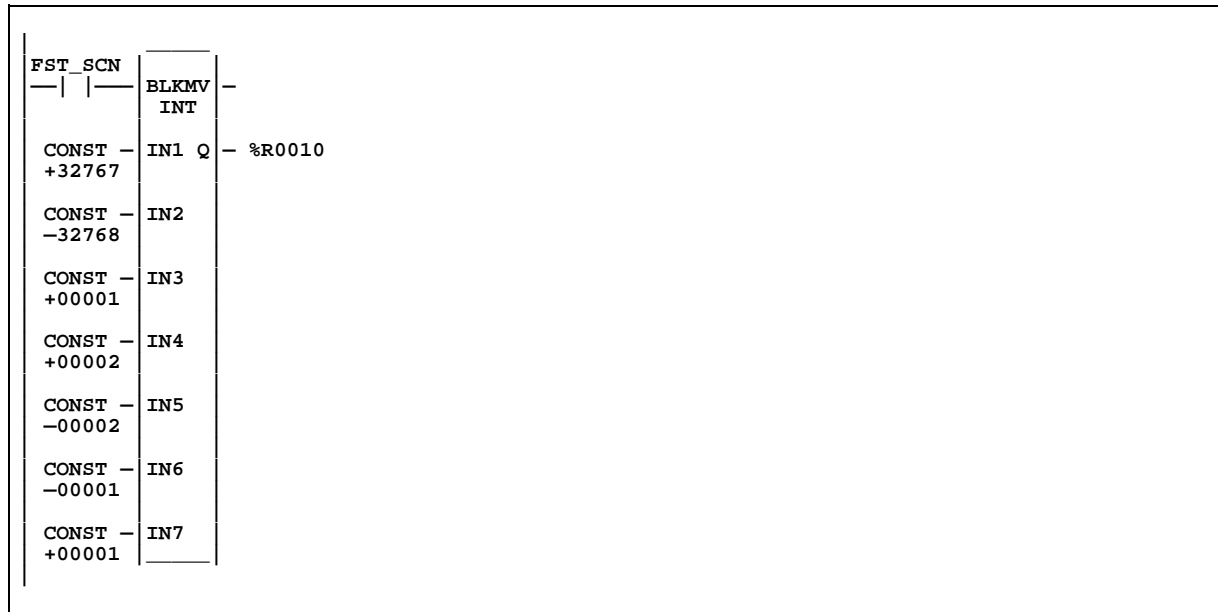 FST_SCN
BLKMV
INT
CONST IN1 Q %R0010
+32767
CONST IN2
–32768
CONST IN3
+00001
CONST IN4
+00002
CONST IN5
–00002
CONST IN6
–00001
CONST IN7
+00001